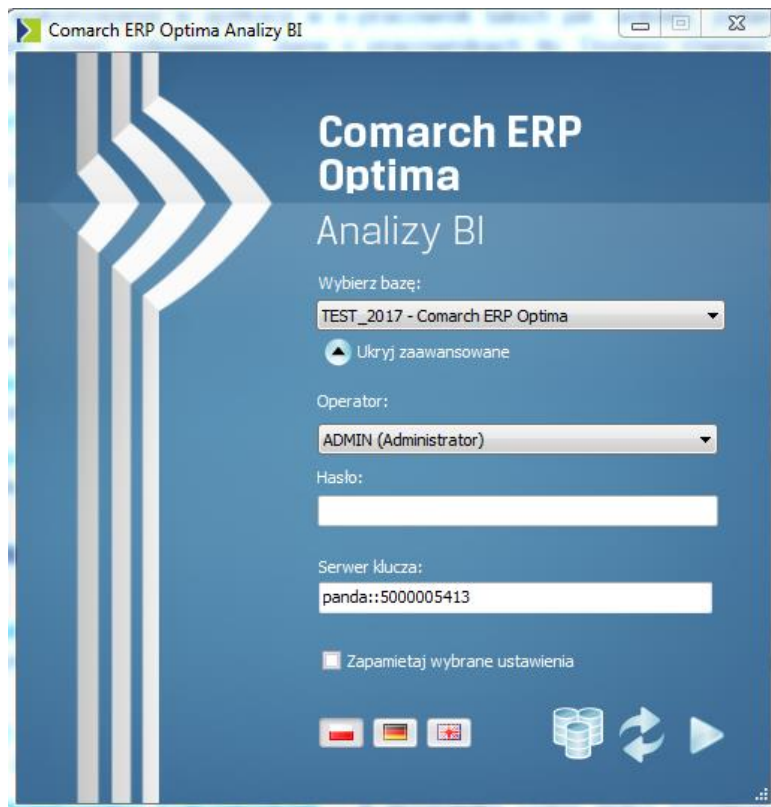 Comarch ERP Optima Analizy BI
Comarch ERP
Optima
Analizy BI
Wybierz bazę:
TEST_2017 - Comarch ERP Optima
Ukryj zaawansowane
Operator:
ADMIN (Administrator)
Hasło:
Serwer klucza:
panda::5000005413
Zapamietaj wybrane ustawienia